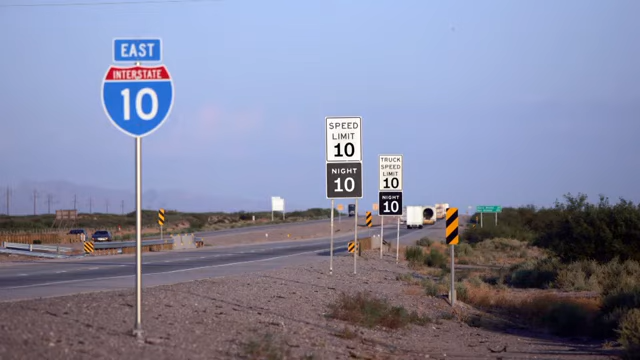 EAST
INTERSTATE
10
SPEED
LIMIT
10
NIGHT
10
TRUCK
SPEED
LIMIT
10
NIGHT
10